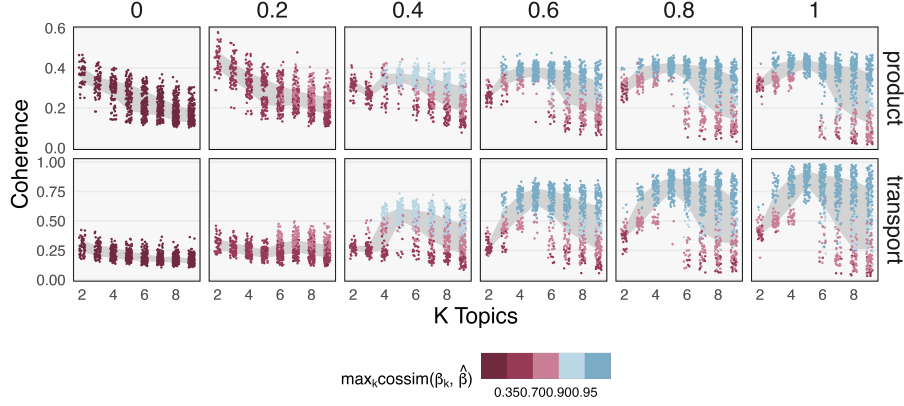 0 0.2 0.4 0.6 0.8 1
0.6
0.4
0.2
0.0
product
Coherence
1.00
0.75
0.50
0.25
0.00
transport
2 4 6 8 2 4 6 8 2 4 6 8 2 4 6 8 2 4 6 8 2 4 6 8
K Topics
max_kcossim(β_k, β̂)
0.350.700.900.95